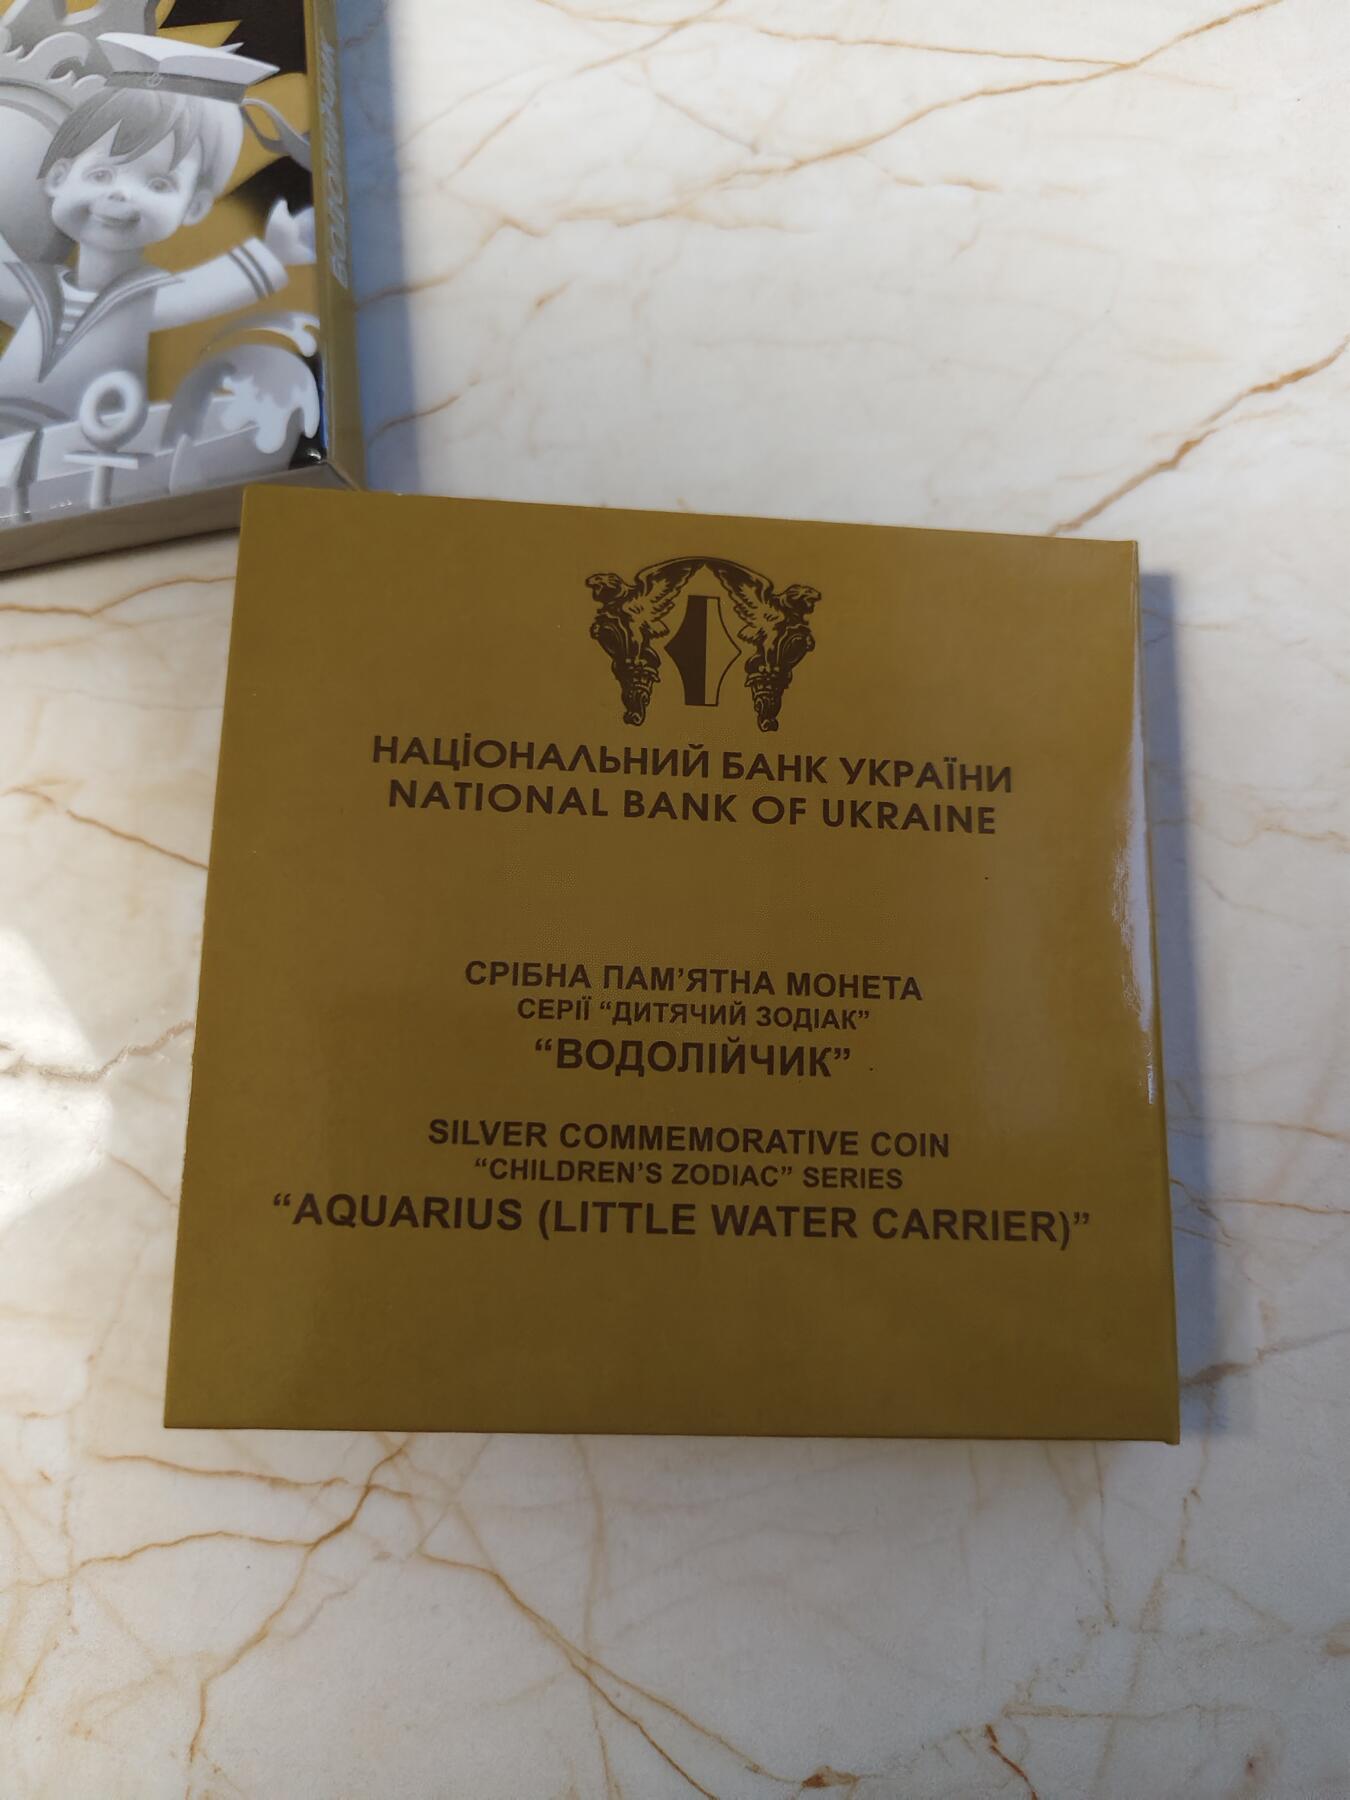 ВОДОЛІЙЧИК
НАЦіОНАЛЬНИЙ БАНК УКРАЇНИ
NATIONAL BANK OF UKRAINE
СРІБНА ПАМ’ЯТНА МОНЕТА
СЕРІЇ “ДИТЯЧИЙ ЗОДІАК”
“ВОДОЛІЙЧИК”
SILVER COMMEMORATIVE COIN
“CHILDREN’S ZODIAC” SERIES
“AQUARIUS (LITTLE WATER CARRIER)”